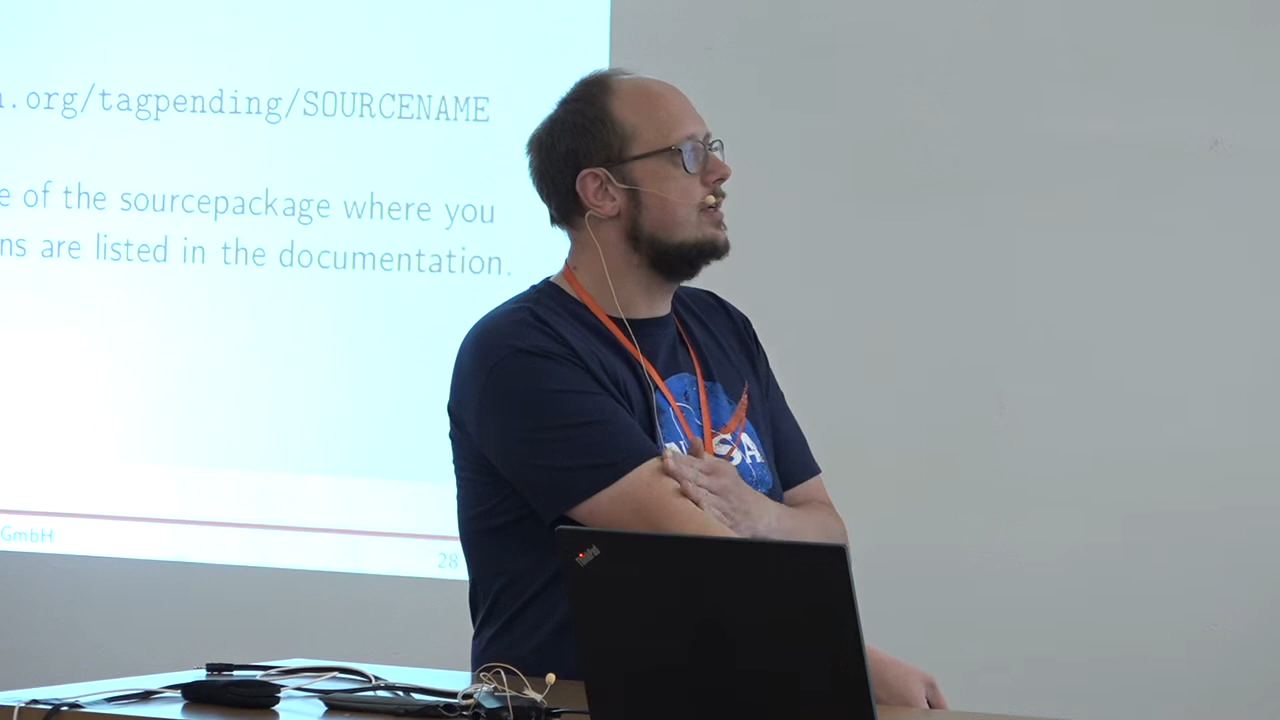 .org/tagpending/SOURCENAME
e of the sourcepackage where you
ns are listed in the documentation.
GmbH
28
NASA
ThinkPad